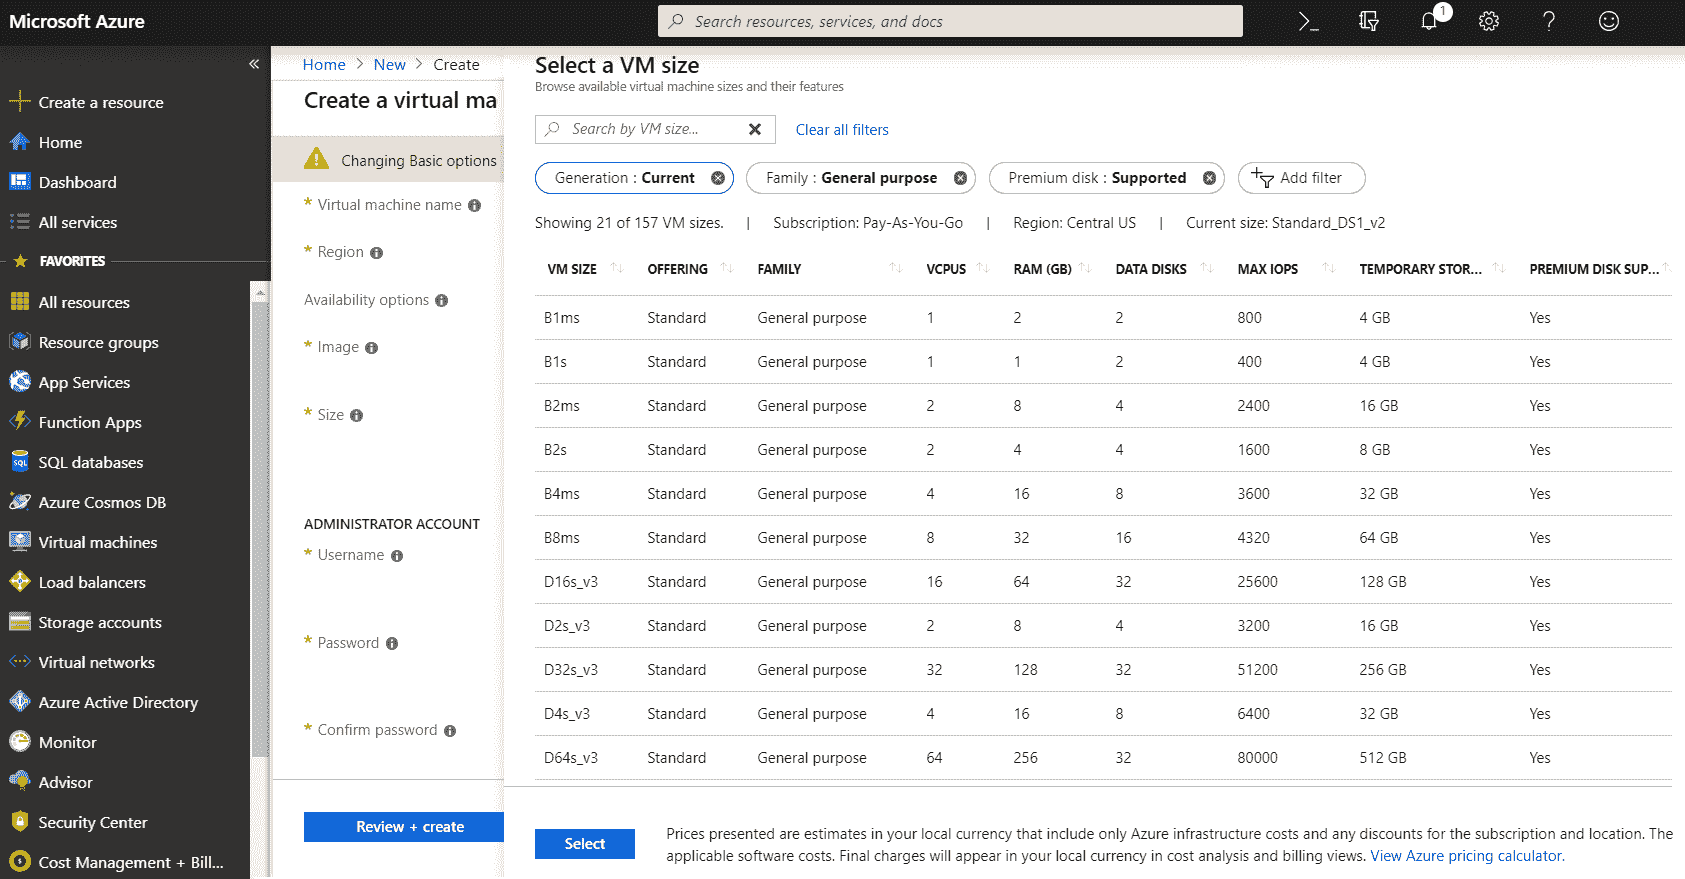 Microsoft Azure
Search resources, services, and docs
1
Create a resource
Home
Dashboard
All services
FAVORITES
All resources
Resource groups
App Services
Function Apps
SQL databases
Azure Cosmos DB
Virtual machines
Load balancers
Storage accounts
Virtual networks
Azure Active Directory
Monitor
Advisor
Security Center
Cost Management + Bill...
Home > New > Create
Create a virtual ma
Changing Basic options
* Virtual machine name
* Region
Availability options
* Image
* Size
ADMINISTRATOR ACCOUNT
* Username
* Password
* Confirm password
Review + create
Select a VM size
Browse available virtual machine sizes and their features
Search by VM size... Clear all filters
Generation : Current Family : General purpose Premium disk : Supported Add filter
Showing 21 of 157 VM sizes. | Subscription: Pay-As-You-Go | Region: Central US | Current size: Standard_DS1_v2
VM SIZE OFFERING FAMILY VCPUS RAM (GB) DATA DISKS MAX IOPS TEMPORARY STOR... PREMIUM DISK SUP...
B1ms Standard General purpose 1 2 2 800 4 GB Yes
B1s Standard General purpose 1 1 2 400 4 GB Yes
B2ms Standard General purpose 2 8 4 2400 16 GB Yes
B2s Standard General purpose 2 4 4 1600 8 GB Yes
B4ms Standard General purpose 4 16 8 3600 32 GB Yes
B8ms Standard General purpose 8 32 16 4320 64 GB Yes
D16s_v3 Standard General purpose 16 64 32 25600 128 GB Yes
D2s_v3 Standard General purpose 2 8 4 3200 16 GB Yes
D32s_v3 Standard General purpose 32 128 32 51200 256 GB Yes
D4s_v3 Standard General purpose 4 16 8 6400 32 GB Yes
D64s_v3 Standard General purpose 64 256 32 80000 512 GB Yes
Select
Prices presented are estimates in your local currency that include only Azure infrastructure costs and any discounts for the subscription and location. The
applicable software costs. Final charges will appear in your local currency in cost analysis and billing views. View Azure pricing calculator.